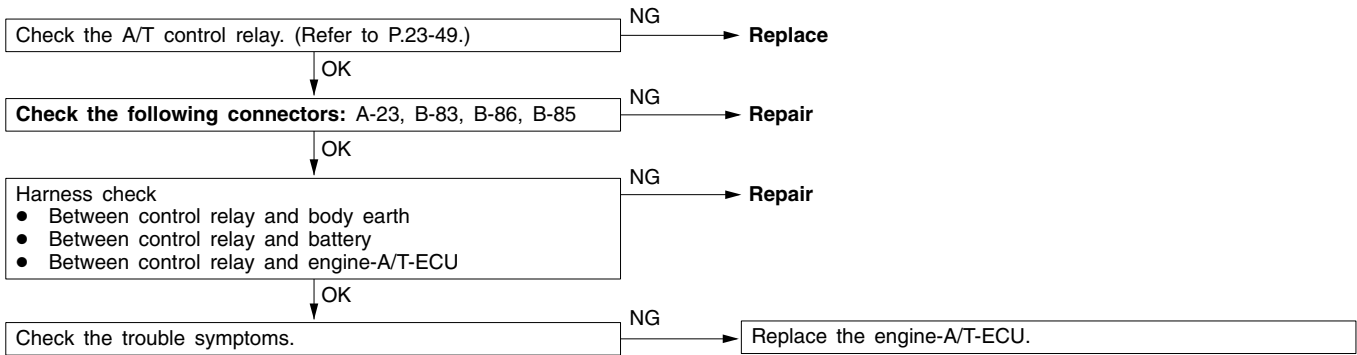 Check the A/T control relay. (Refer to P.23-49.)
NG
Replace
OK
Check the following connectors: A-23, B-83, B-86, B-85
NG
Repair
OK
Harness check
● Between control relay and body earth
● Between control relay and battery
● Between control relay and engine-A/T-ECU
NG
Repair
OK
Check the trouble symptoms.
NG
Replace the engine-A/T-ECU.